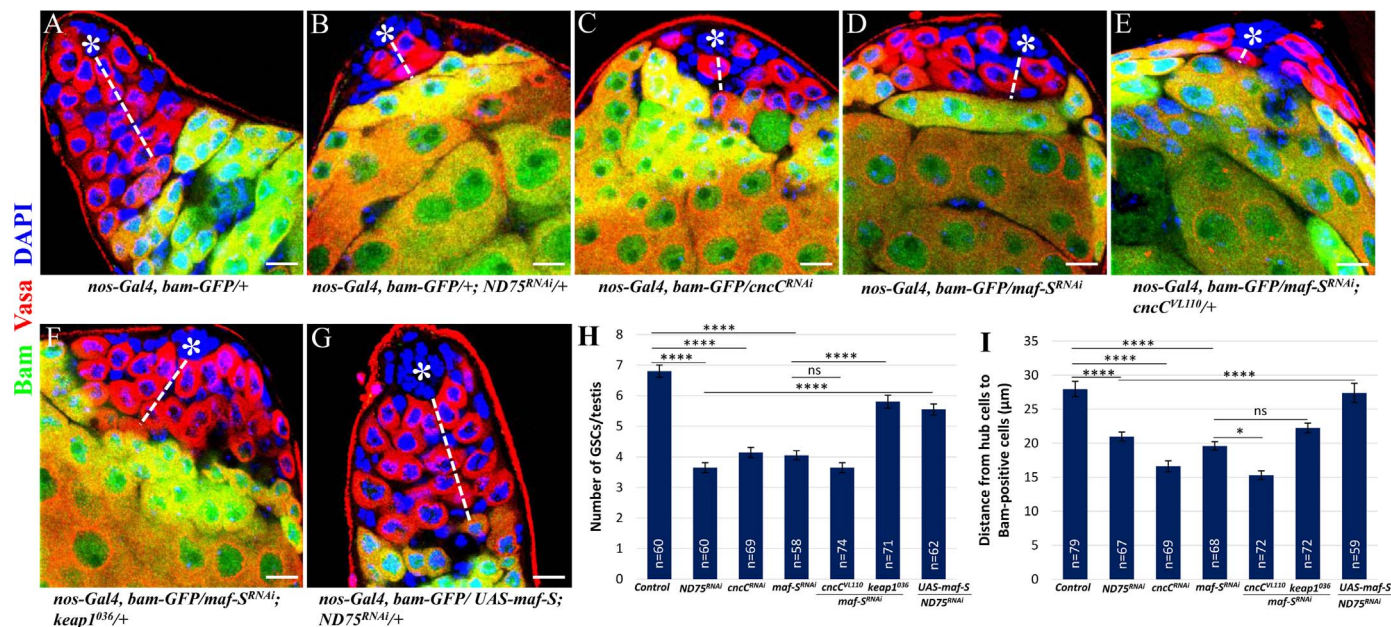 Bam Vasa DAPI
A
*
nos-Gal4, bam-GFP/+
B
*
nos-Gal4, bam-GFP/+; ND75RNAi/+
C
*
nos-Gal4, bam-GFP/cncCRNAi
D
*
nos-Gal4, bam-GFP/maf-SRNAi
E
*
nos-Gal4, bam-GFP/maf-SRNAi;
cncCVL110/+
F
*
nos-Gal4, bam-GFP/maf-SRNAi;
keap1036/+
G
*
nos-Gal4, bam-GFP/ UAS-maf-S;
ND75RNAi/+
H
Number of GSCs/testis
8
7
6
5
4
3
2
1
0
****
****
****
****
ns
****
n=60
n=60
n=69
n=58
n=74
n=71
n=62
Control
ND75RNAi
cncCRNAi
maf-SRNAi
cncCVL110 keap1036
maf-SRNAi
UAS-maf-S
ND75RNAi
I
Distance from hub cells to
Bam-positive cells (µm)
35
30
25
20
15
10
5
0
****
****
****
****
ns
*
n=79
n=67
n=69
n=68
n=72
n=72
n=59
Control
ND75RNAi
cncCRNAi
maf-SRNAi
cncCVL110 keap1036
maf-SRNAi
UAS-maf-S
ND75RNAi